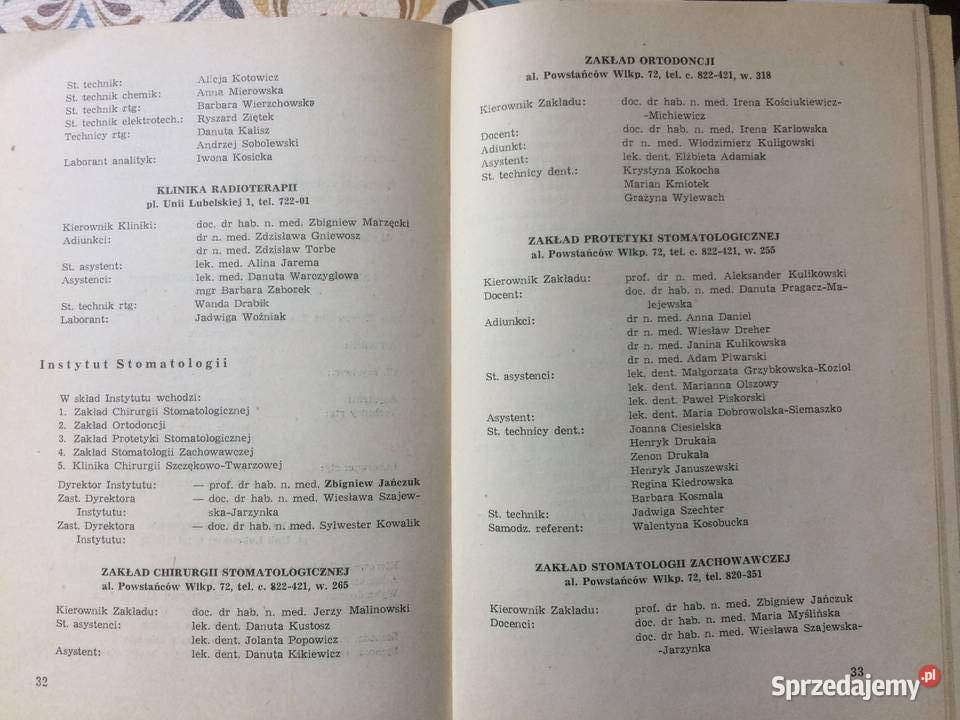 St. technik: Alicja Kotowicz
St. technik chemik: Anna Mierowska
St. technik rtg: Barbara Wierzchowska
St. technik elektrotech.: Ryszard Ziętek
Technicy rtg: Danuta Kalisz
Andrzej Sobolewski
Laborant analityk: Iwona Kosicka
KLINIKA RADIOTERAPII
pl. Unii Lubelskiej 1, tel. 722-01
Kierownik Kliniki: doc. dr hab. n. med. Zbigniew Marzęcki
Adiunkci: dr n. med. Zdzisława Gniewosz
dr n. med. Zdzisław Torbe
St. asystent: lek. med. Alina Jarema
Asystenci: lek. med. Danuta Warczygłowa
mgr Barbara Zaborek
St. technik rtg: Wanda Drabik
Laborant: Jadwiga Woźniak
Instytut Stomatologii
W skład Instytutu wchodzi:
1. Zakład Chirurgii Stomatologicznej
2. Zakład Ortodoncji
3. Zakład Protetyki Stomatologicznej
4. Zakład Stomatologii Zachowawczej
5. Klinika Chirurgii Szczękowo-Twarzowej
Dyrektor Instytutu: — prof. dr hab. n. med. Zbigniew Jańczuk
Zast. Dyrektora — doc. dr hab. n. med. Wiesława Szajew-
Instytutu: ska-Jarzynka
Zast. Dyrektora — doc. dr hab. n. med. Sylwester Kowalik
Instytutu:
ZAKŁAD CHIRURGII STOMATOLOGICZNEJ
al. Powstańców Wlkp. 72, tel. c. 822-421, w. 265
Kierownik Zakładu: doc. dr hab. n. med. Jerzy Malinowski
St. asystenci: lek. dent. Danuta Kustosz
lek. dent. Jolanta Popowicz
Asystent: lek. dent. Danuta Kikiewicz
32
ZAKŁAD ORTODONCJI
al. Powstańców Wlkp. 72, tel. c. 822-421, w. 318
Kierownik Zakładu: doc. dr hab. n. med. Irena Kościukiewicz-
-Michiewicz
Docent: doc. dr hab. n. med. Irena Karłowska
Adiunkt: dr n. med. Włodzimierz Kuligowski
Asystent: lek. dent. Elżbieta Adamiak
St. technicy dent.: Krystyna Kokocha
Marian Kmiotek
Grażyna Wylewach
ZAKŁAD PROTETYKI STOMATOLOGICZNEJ
al. Powstańców Wlkp. 72, tel. c. 822-421, w. 255
Kierownik Zakładu: prof. dr n. med. Aleksander Kulikowski
Docent: doc. dr hab. n. med. Danuta Pragacz-Ma-
lejewska
Adiunkci: dr n. med. Anna Daniel
dr n. med. Wiesław Dreher
dr n. med. Janina Kulikowska
dr n. med. Adam Piwarski
St. asystenci: lek. dent. Małgorzata Grzybkowska-Kozioł
lek. dent. Marianna Olszowy
lek. dent. Paweł Piskorski
Asystent: lek. dent. Maria Dobrowolska-Siemaszko
St. technicy dent.: Joanna Ciesielska
Henryk Drukała
Zenon Drukała
Henryk Januszewski
Regina Kiedrowska
Barbara Kosmala
St. technik: Jadwiga Szechter
Samodz. referent: Walentyna Kosobucka
ZAKŁAD STOMATOLOGII ZACHOWAWCZEJ
al. Powstańców Wlkp. 72, tel. 820-351
Kierownik Zakładu: prof. dr hab. n. med. Zbigniew Jańczuk
Docenci: doc. dr hab. n. med. Maria Myślińska
doc. dr hab. n. med. Wiesława Szajewska-
-Jarzynka
33
Sprzedajemy.pl